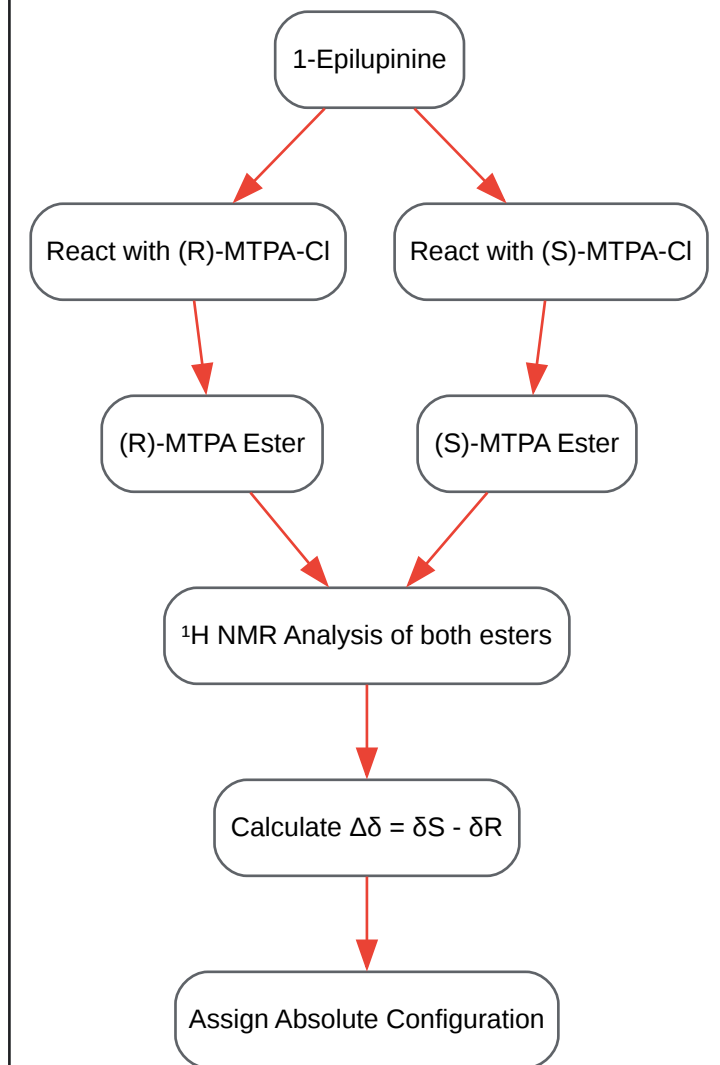 1-Epilupinine
React with (R)-MTPA-Cl
React with (S)-MTPA-Cl
(R)-MTPA Ester
(S)-MTPA Ester
¹H NMR Analysis of both esters
Calculate Δδ = δS - δR
Assign Absolute Configuration